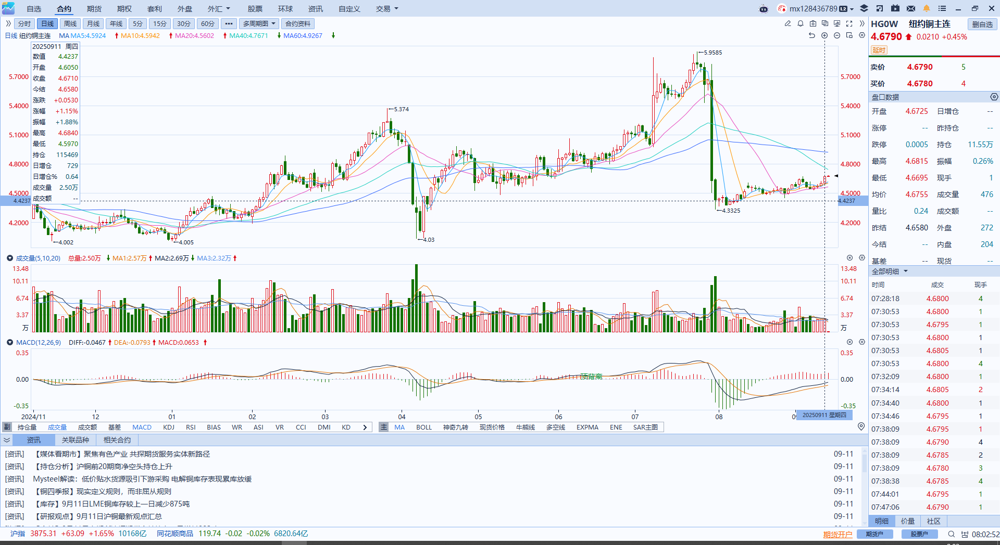 自选 合约 期货 期权 套利 外盘 外汇 股票 环球 资讯 自定义 交易 mx128436789 L2
分时 日线 周线 月线 年线 5分 15分 30分 60分 ••• 多周期图 合约资料
日线 纽约铜主连 MA MA5:4.5924 MA10:4.5942 MA20:4.5602 MA40:4.7671 MA60:4.9267
20250911 周四
数值 4.4237
开盘 4.6050
收盘 4.6710
今结 4.6580
涨跌 +0.0530
涨幅 +1.15%
振幅 +1.88%
最高 4.6840
最低 4.5970
持仓 115469
日增仓 729
日增仓% 0.64
成交量 2.50万
成交额 --
5.7000 5.7000
5.4000 5.4000
5.1000 5.1000
4.8000 4.8000
4.5000 4.5000
4.4237 4.4237
4.2000 4.2000
5.9585
5.374
4.3325
4.002
4.005
4.03
成交量(5,10,20) 总量:2.50万 MA1:2.57万 MA2:2.69万 MA3:2.32万
13.48 13.48
10.11 10.11
6.74 6.74
3.37 3.37
万 万
MACD(12,26,9) DIFF:-0.0467 DEA:-0.0793 MACD:0.0653
0.35 0.35
顶背离
0.00 0.00
-0.35 -0.35
2024/11 12 01 02 03 04 05 06 07 08 20250911 星期四
副 持仓量 成交量 成交额 基差 MACD KDJ RSI BIAS WR ASI VR CCI DMI KD
主 MA BOLL 神奇九转 现货价格 牛能线 多空线 EXPMA ENE SAR主图
资讯 关联品种 相关合约
[资讯] 【媒体看期市】聚焦有色产业 共探期货服务实体新路径 09-11
[资讯] 【持仓分析】沪铜前20期商净空头持仓上升 09-11
[资讯] Mysteel解读：低价贴水货源吸引下游采购 电解铜库存表现累库放缓 09-11
[资讯] 【铜四季报】现实定义规则，而非屈从规则 09-11
[资讯] 【库存】9月11日LME铜库存较上一日减少875吨 09-11
[资讯] 【研报观点】9月11日沪铜最新观点汇总 09-11
HG0W 纽约铜主连 删自选
4.6790 0.0210 +0.45%
延时
卖价 4.6790 5
买价 4.6780 4
盘口数据
开盘 4.6725 日增仓 --
涨停 -- 昨持仓 --
跌停 0.0005 持仓 11.55万
最高 4.6815 振幅 0.26%
最低 4.6695 现手 1
均价 4.6755 成交量 476
量比 0.24 成交额 --
昨结 4.6580 外盘 272
今结 -- 内盘 204
基差 -- 现货 --
全部明细
时间 成交 现手
07:28:18 4.6800 4
07:30:53 4.6800 1
07:30:53 4.6795 1
07:30:53 4.6800 1
07:30:53 4.6805 1
07:30:53 4.6800 4
07:32:09 4.6800 1
07:34:14 4.6805 2
07:34:40 4.6800 1
07:34:46 4.6795 1
07:38:09 4.6795 1
07:38:09 4.6790 4
07:38:09 4.6785 2
07:38:09 4.6780 3
07:38:38 4.6785 4
07:44:01 4.6795 1
07:47:06 4.6790 1
明细 价量 社区
沪指 3875.31 +63.09 +1.65% 10168亿 同花顺商品 119.74 -0.02 -0.02% 6820.64亿
期货开户 期货户 股票户 08:02:52